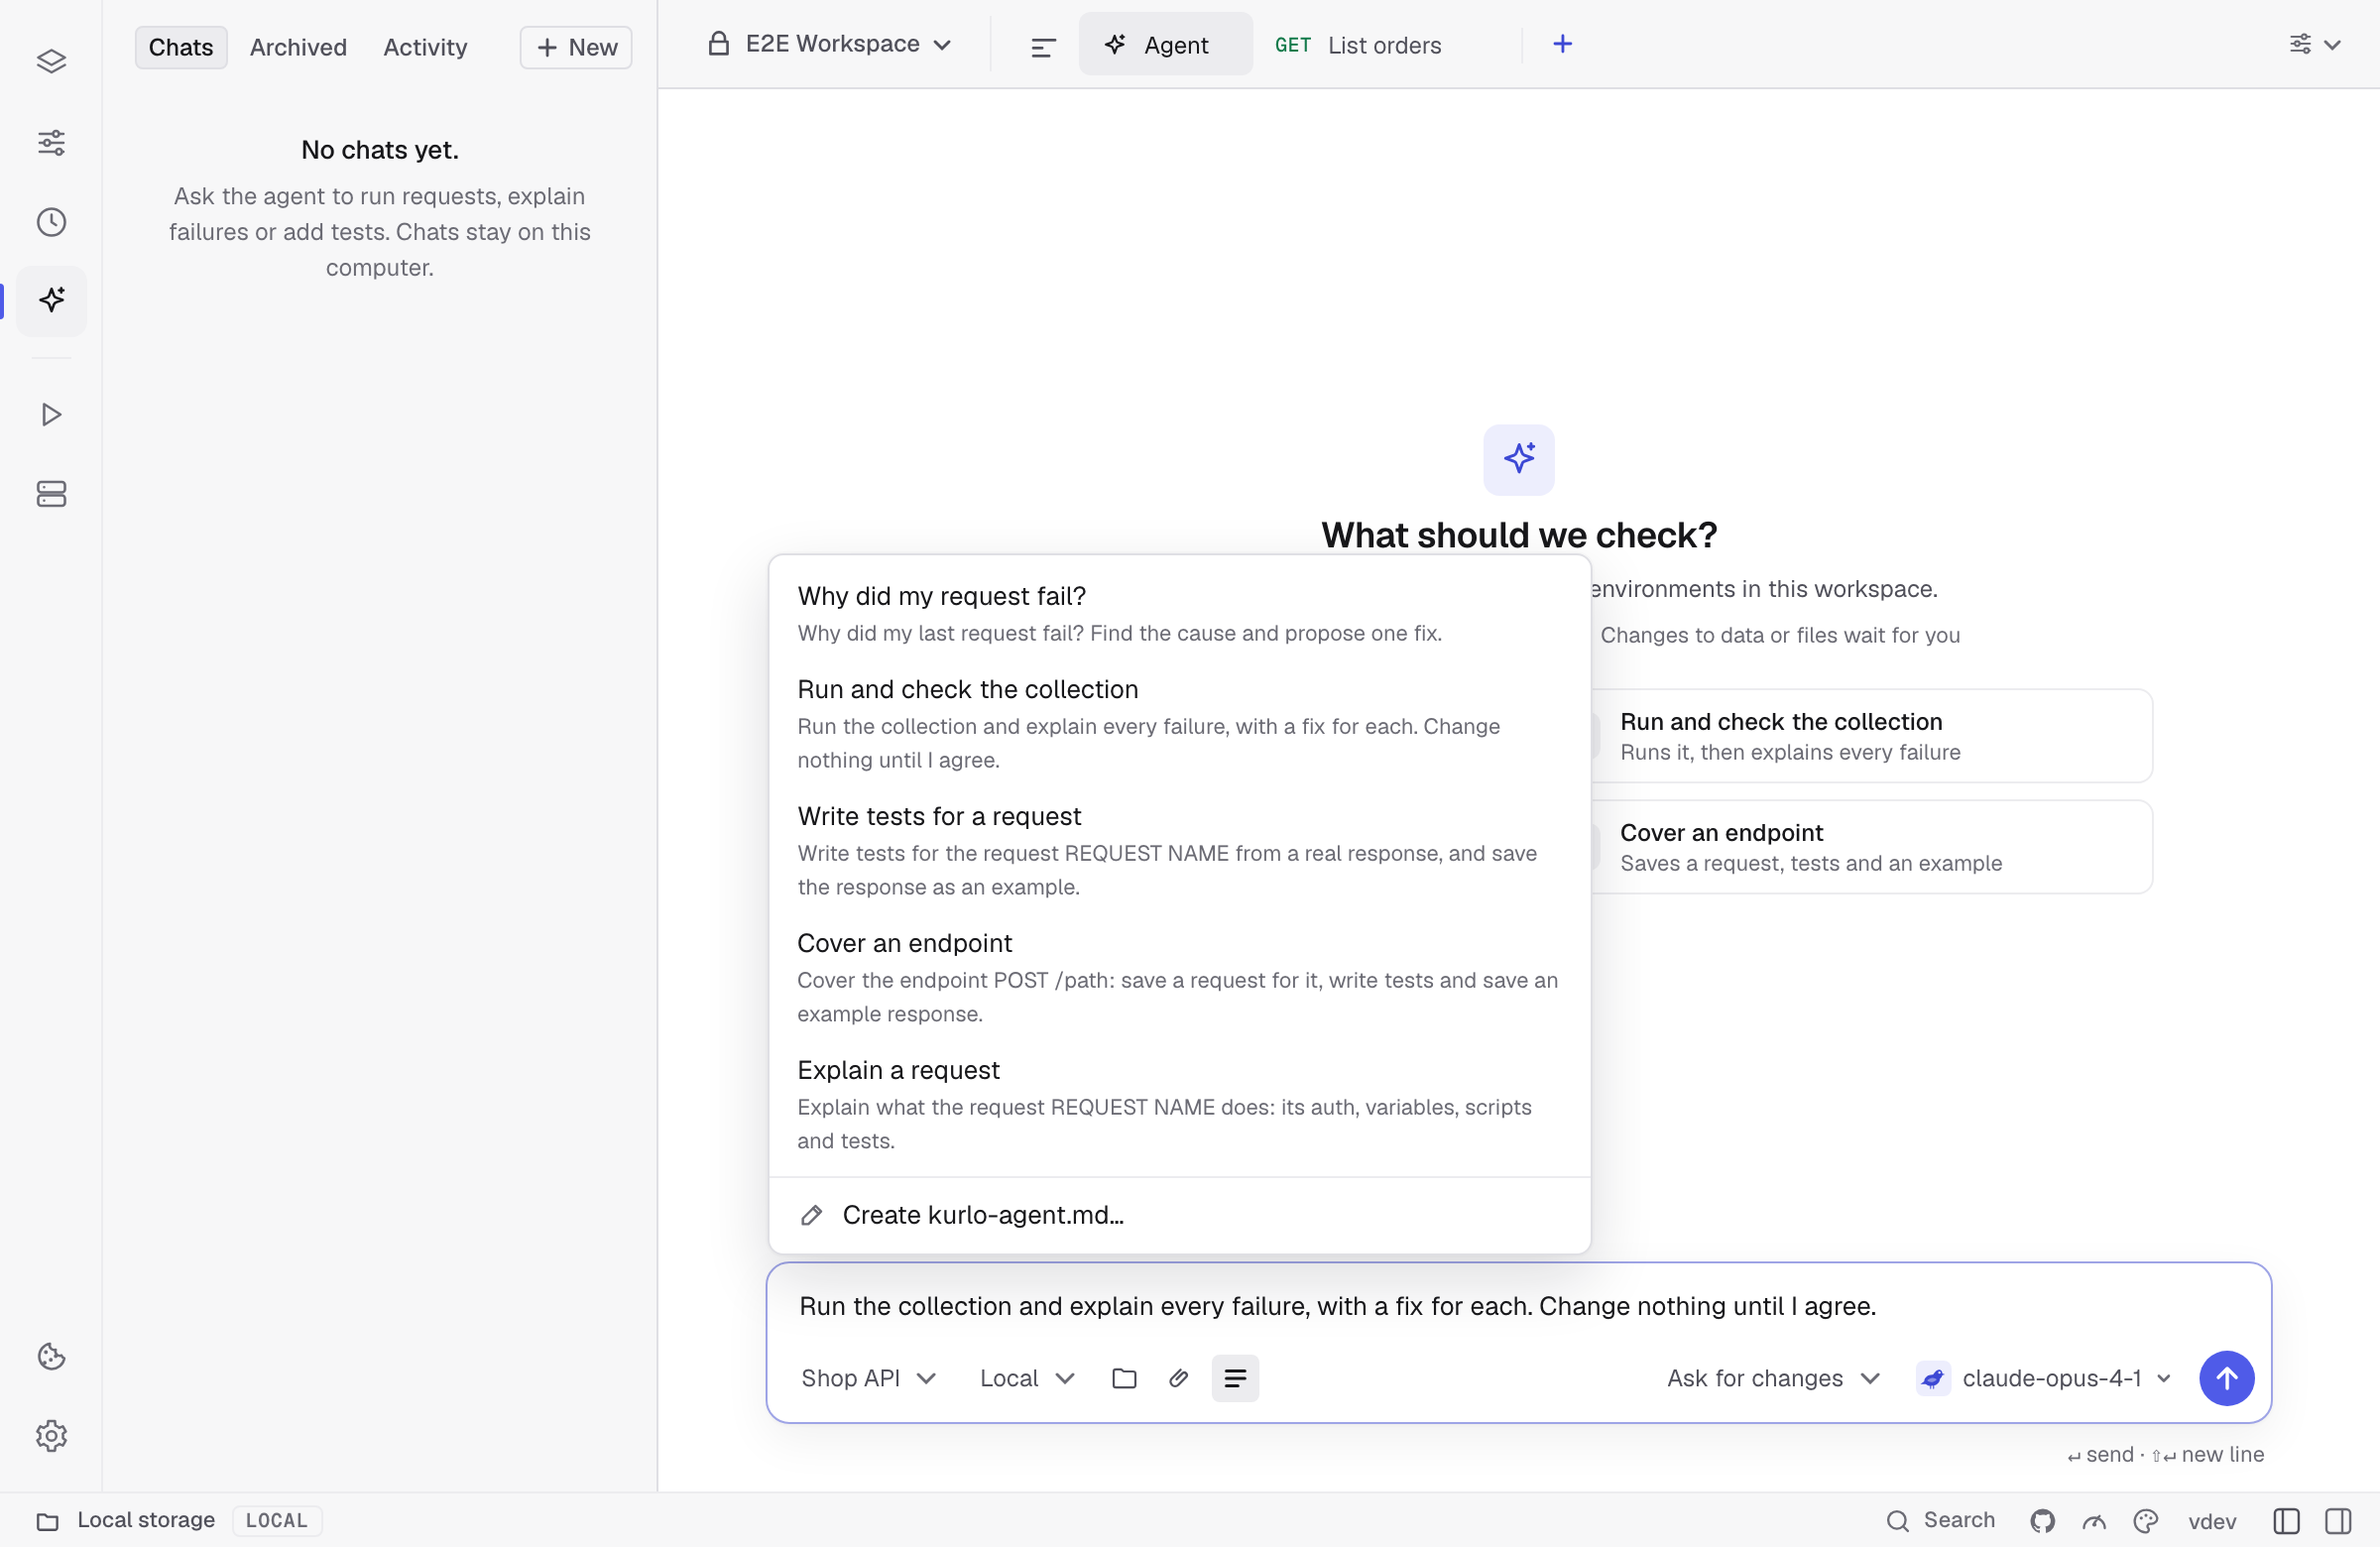 Chats Archived Activity + New
No chats yet.
Ask the agent to run requests, explain
failures or add tests. Chats stay on this
computer.
E2E Workspace
Agent
GET List orders
What should we check?
environments in this workspace.
Changes to data or files wait for you
Run and check the collection
Runs it, then explains every failure
Cover an endpoint
Saves a request, tests and an example
Why did my request fail?
Why did my last request fail? Find the cause and propose one fix.
Run and check the collection
Run the collection and explain every failure, with a fix for each. Change
nothing until I agree.
Write tests for a request
Write tests for the request REQUEST NAME from a real response, and save
the response as an example.
Cover an endpoint
Cover the endpoint POST /path: save a request for it, write tests and save an
example response.
Explain a request
Explain what the request REQUEST NAME does: its auth, variables, scripts
and tests.
Create kurlo-agent.md...
Run the collection and explain every failure, with a fix for each. Change nothing until I agree.
Shop API Local Ask for changes claude-opus-4-1
↵ send · ⇧↵ new line
Local storage LOCAL Search vdev